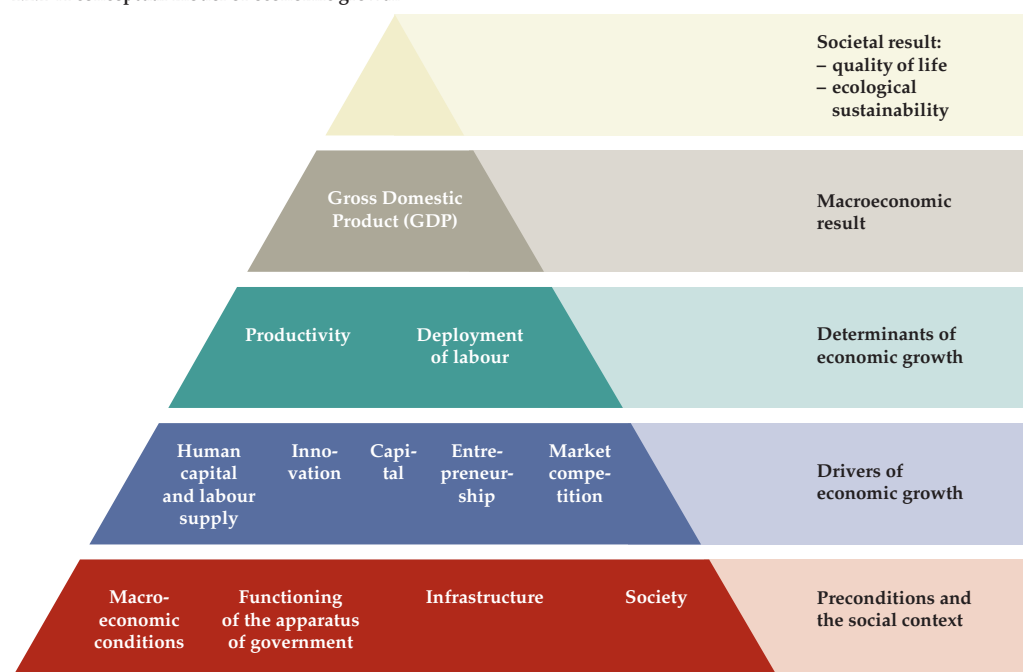 Societal result:
– quality of life
– ecological
sustainability
Gross Domestic
Product (GDP)
Macroeconomic
result
Productivity
Deployment
of labour
Determinants of
economic growth
Human
capital
and labour
supply
Inno-
vation
Capi-
tal
Entre-
preneur-
ship
Market
compe-
tition
Drivers of
economic growth
Macro-
economic
conditions
Functioning
of the apparatus
of government
Infrastructure
Society
Preconditions and
the social context